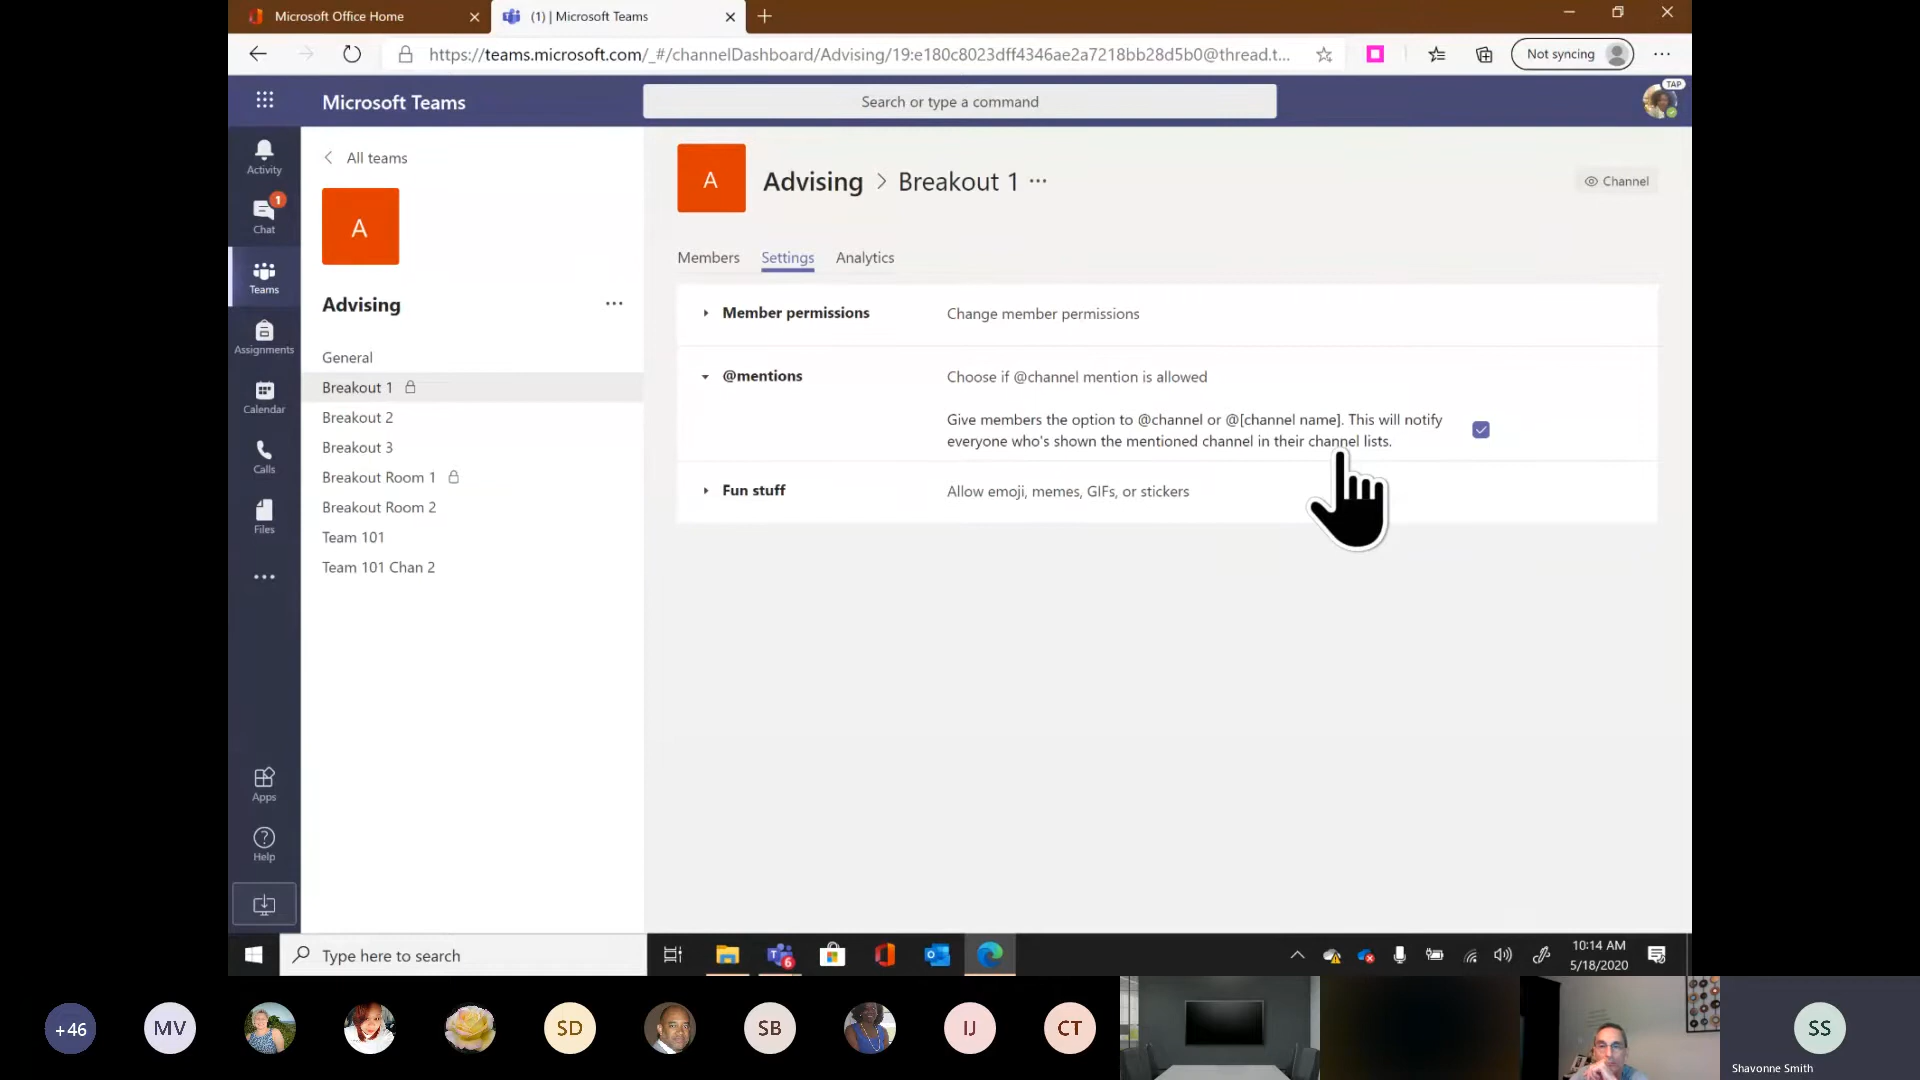 Microsoft Office Home
(1) | Microsoft Teams
https://teams.microsoft.com/_#/channelDashboard/Advising/19:e180c8023dff4346ae2a7218bb28d5b0@thread.t...
Not syncing
Microsoft Teams
Search or type a command
TAP
Activity
1
Chat
Teams
Assignments
Calendar
Calls
Files
Apps
Help
All teams
A
Advising
General
Breakout 1
Breakout 2
Breakout 3
Breakout Room 1
Breakout Room 2
Team 101
Team 101 Chan 2
A
Advising > Breakout 1
Channel
Members Settings Analytics
Member permissions Change member permissions
@mentions Choose if @channel mention is allowed
Give members the option to @channel or @[channel name]. This will notify
everyone who's shown the mentioned channel in their channel lists.
Fun stuff Allow emoji, memes, GIFs, or stickers
Type here to search
6
10:14 AM
5/18/2020
+46
MV
SD
SB
IJ
CT
SS
Shavonne Smith